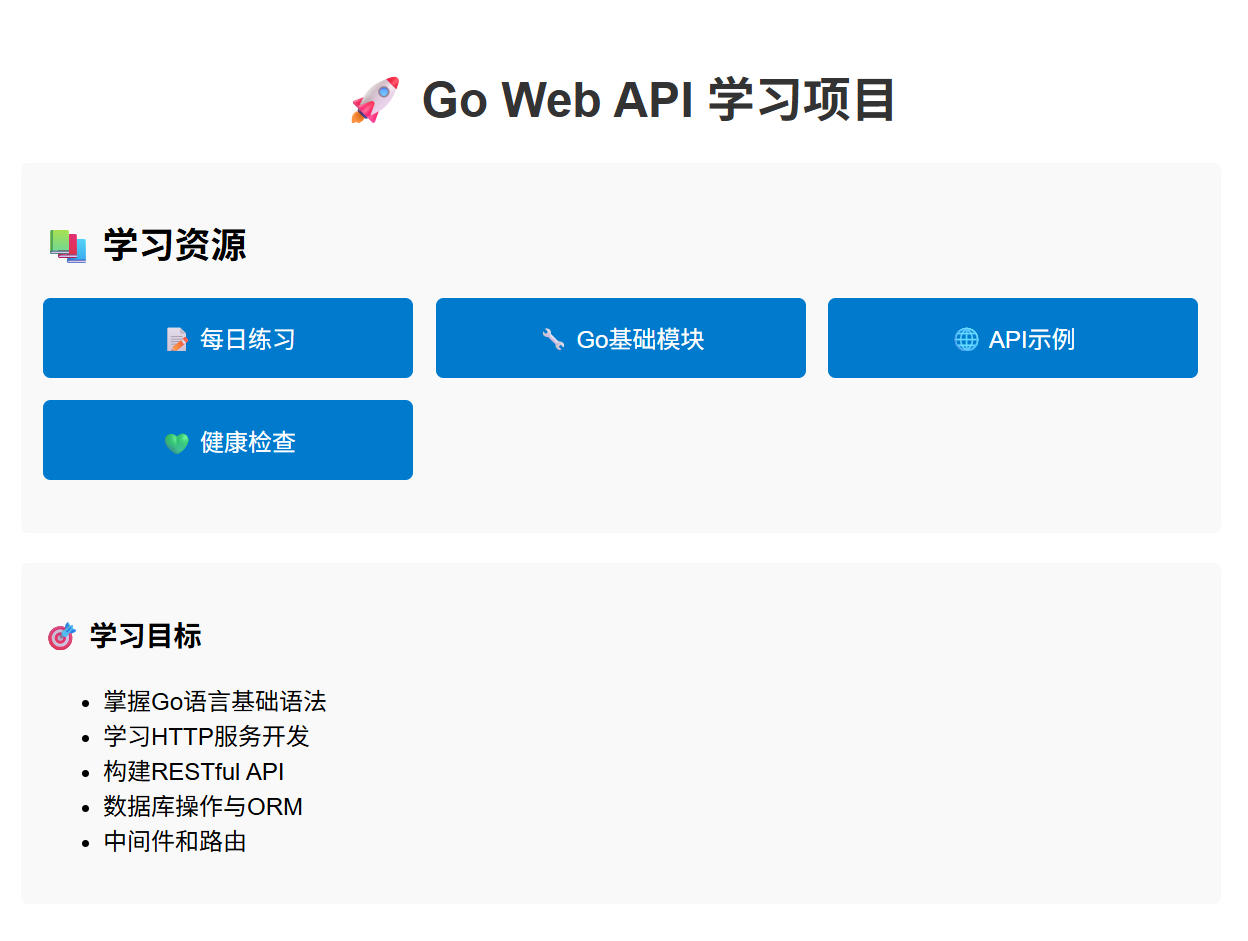 🚀 Go Web API 学习项目
📚 学习资源
📝 每日练习
🔧 Go基础模块
🌐 API示例
💚 健康检查
🎯 学习目标
• 掌握Go语言基础语法
• 学习HTTP服务开发
• 构建RESTful API
• 数据库操作与ORM
• 中间件和路由